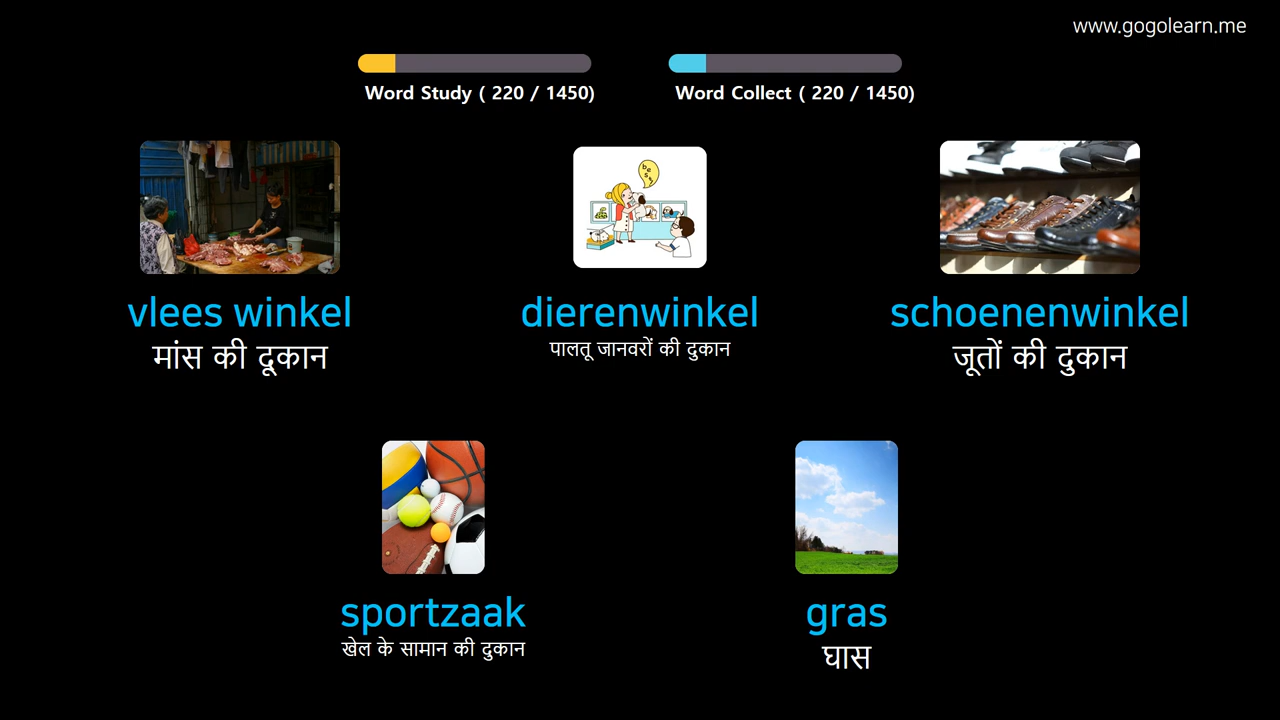 www.gogolearn.me
Word Study ( 220 / 1450)
Word Collect ( 220 / 1450)
best
vlees winkel
मांस की दूकान
dierenwinkel
पालतू जानवरों की दुकान
schoenenwinkel
जूतों की दुकान
sportzaak
खेल के सामान की दुकान
gras
घास